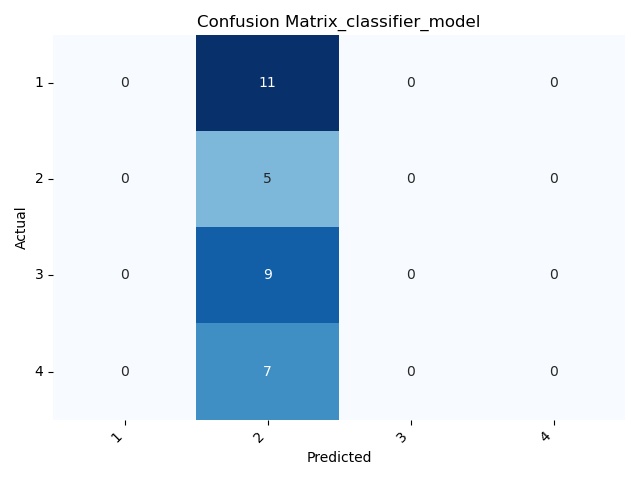 Confusion Matrix_classifier_model
1 0 11 0 0
2 0 5 0 0
3 0 9 0 0
4 0 7 0 0
Actual
1 2 3 4
Predicted